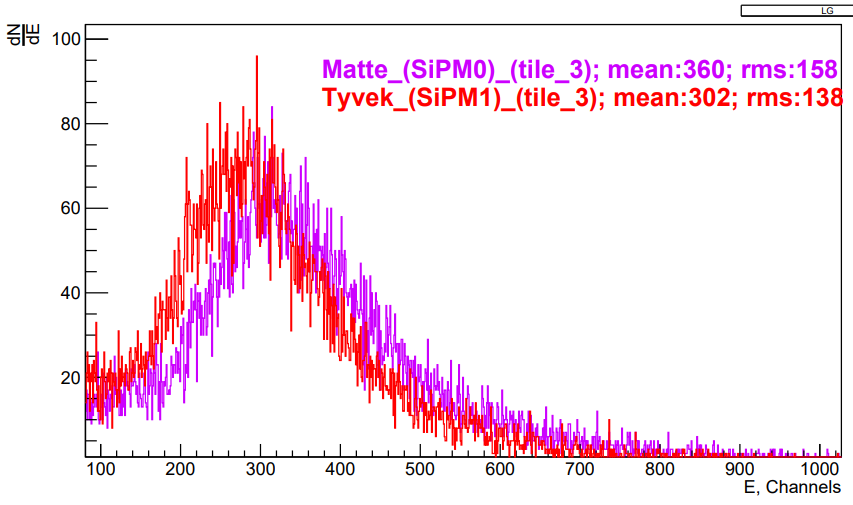 LG
dN
dE
Matte_(SiPM0)_(tile_3); mean:360; rms:158
Tyvek_(SiPM1)_(tile_3); mean:302; rms:138
100
80
60
40
20
100 200 300 400 500 600 700 800 900 1000
E, Channels